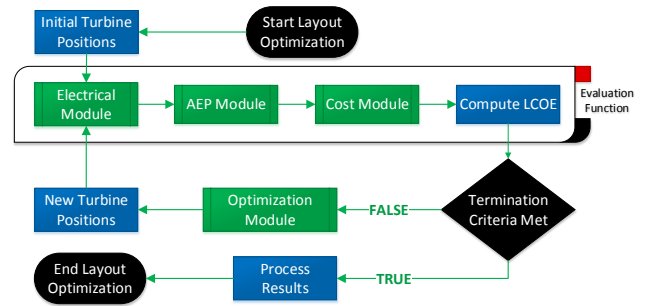 Initial Turbine
Positions
Start Layout
Optimization
Electrical
Module
AEP Module
Cost Module
Compute LCOE
Evaluation
Function
New Turbine
Positions
Optimization
Module
FALSE
Termination
Criteria Met
End Layout
Optimization
Process
Results
TRUE